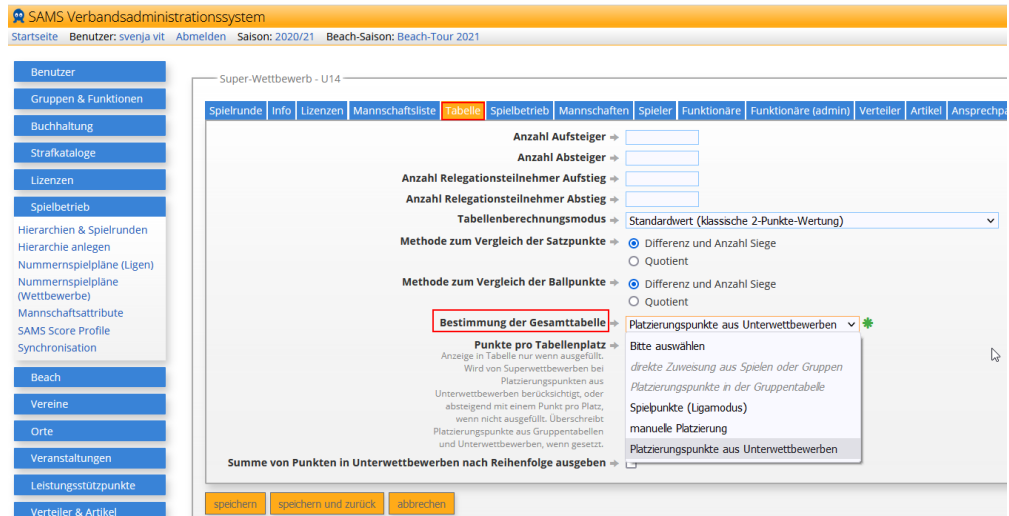 SAMS Verbandsadministrationssystem
Startseite Benutzer: svenja vit Abmelden Saison: 2020/21 Beach-Saison: Beach-Tour 2021
Benutzer
Gruppen & Funktionen
Buchhaltung
Strafkataloge
Lizenzen
Spielbetrieb
Hierarchien & Spielrunden
Hierarchie anlegen
Nummernspielpläne (Ligen)
Nummernspielpläne
(Wettbewerbe)
Mannschaftsattribute
SAMS Score Profile
Synchronisation
Beach
Vereine
Orte
Veranstaltungen
Leistungsstützpunkte
Verteiler & Artikel
Super-Wettbewerb - U14
Spielrunde Info Lizenzen Mannschaftsliste Tabelle Spielbetrieb Mannschaften Spieler Funktionäre Funktionäre (admin) Verteiler Artikel Ansprechpa
Anzahl Aufsteiger
Anzahl Absteiger
Anzahl Relegationsteilnehmer Aufstieg
Anzahl Relegationsteilnehmer Abstieg
Tabellenberechnungsmodus Standardwert (klassische 2-Punkte-Wertung)
Methode zum Vergleich der Satzpunkte Differenz und Anzahl Siege
Quotient
Methode zum Vergleich der Ballpunkte Differenz und Anzahl Siege
Quotient
Bestimmung der Gesamttabelle Platzierungspunkte aus Unterwettbewerben
Bitte auswählen
direkte Zuweisung aus Spielen oder Gruppen
Platzierungspunkte in der Gruppentabelle
Spielpunkte (Ligamodus)
manuelle Platzierung
Platzierungspunkte aus Unterwettbewerben
Punkte pro Tabellenplatz
Anzeige in Tabelle nur wenn ausgefüllt.
Wird von Superwettbewerben bei
Platzierungspunkten aus
Unterwettbewerben berücksichtigt, oder
absteigend mit einem Punkt pro Platz,
wenn nicht ausgefüllt. Überschreibt
Platzierungspunkte aus Gruppentabellen
und Unterwettbewerben, wenn gesetzt.
Summe von Punkten in Unterwettbewerben nach Reihenfolge ausgeben
speichern speichern und zurück abbrechen